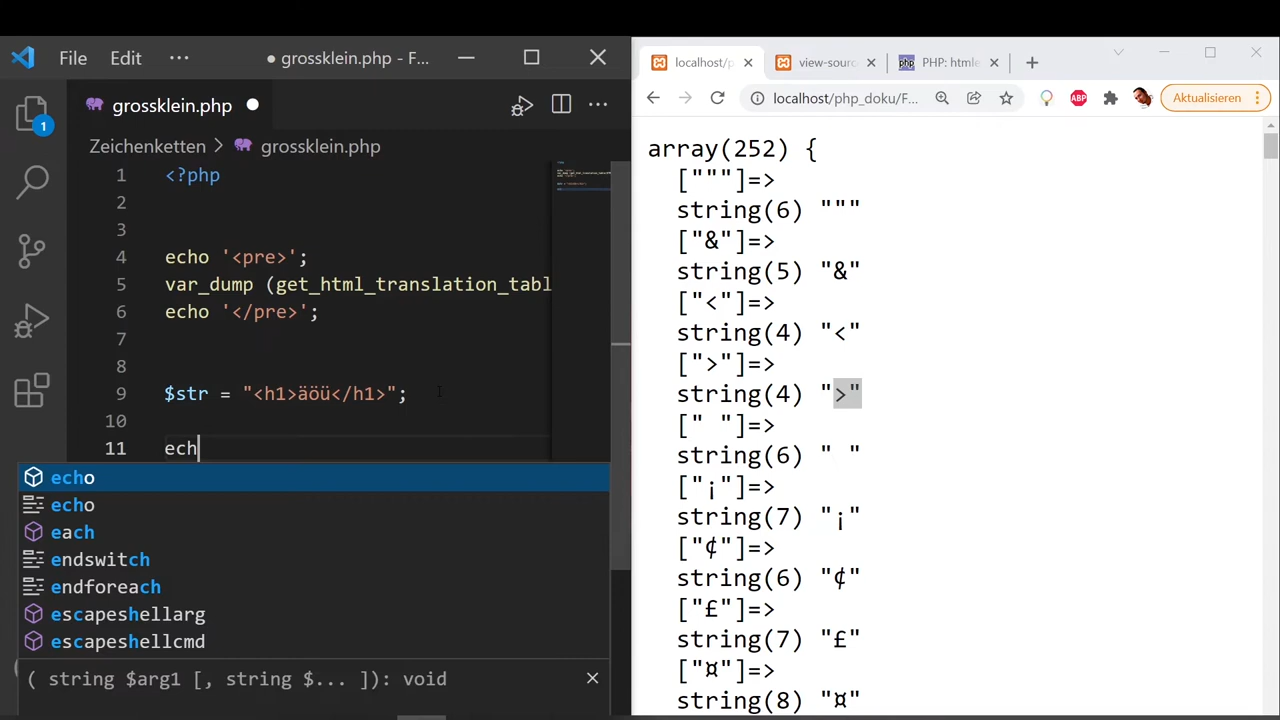 File Edit ··· ● grossklein.php - F...
grossklein.php ●
Zeichenketten > grossklein.php
1 <?php
2
3
4 echo '<pre>';
5 var_dump (get_html_translation_tabl
6 echo '</pre>';
7
8
9 $str = "<h1>äöü</h1>";
10
11 ech
echo
echo
each
endswitch
endforeach
escapeshellarg
escapeshellcmd
( string $arg1 [, string $... ]): void
1
localhost/p view-sourc PHP: htmle
localhost/php_doku/F... ABP Aktualisieren
array(252) {
["""]=>
string(6) """
["&"]=>
string(5) "&"
["<"]=>
string(4) "<"
[">"]=>
string(4) ">"
[" "]=>
string(6) " "
["¡"]=>
string(7) "¡"
["¢"]=>
string(6) "¢"
["£"]=>
string(7) "£"
["¤"]=>
string(8) "¤"